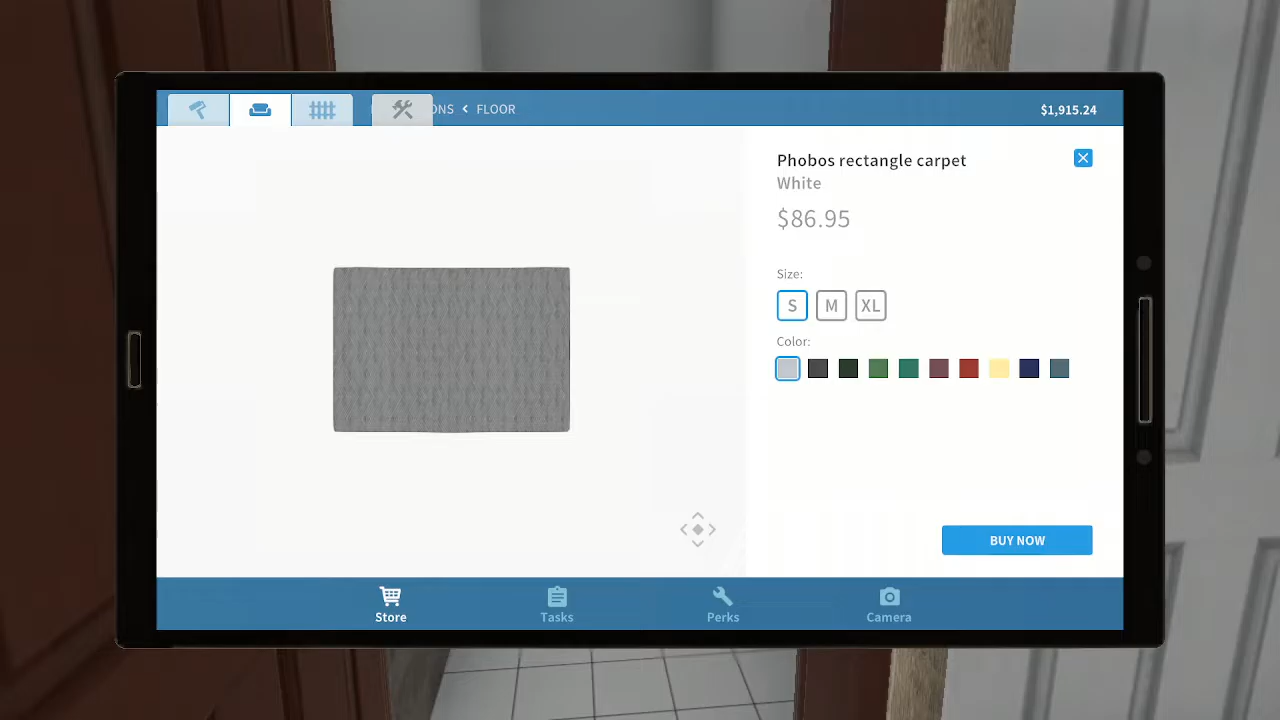 ONS < FLOOR
$1,915.24
Phobos rectangle carpet
White
$86.95
Size:
S M XL
Color:
BUY NOW
Store Tasks Perks Camera